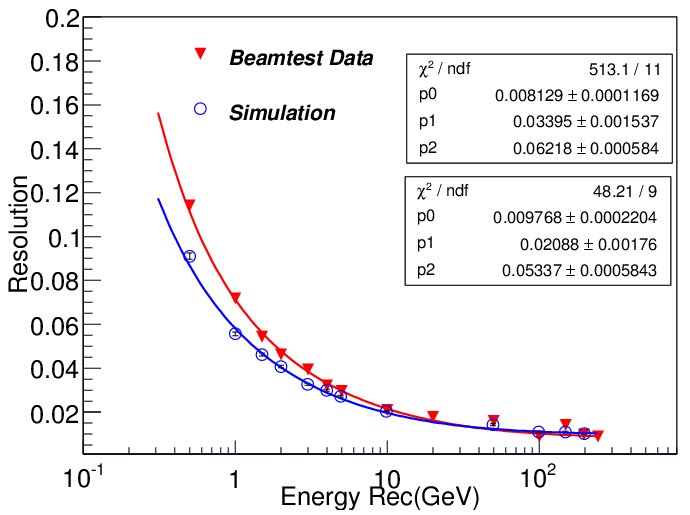 0.2
0.18
0.16
0.14
0.12
0.1
0.08
0.06
0.04
0.02
Resolution
Beamtest Data
Simulation
χ² / ndf 513.1 / 11
p0 0.008129 ± 0.0001169
p1 0.03395 ± 0.001537
p2 0.06218 ± 0.000584
χ² / ndf 48.21 / 9
p0 0.009768 ± 0.0002204
p1 0.02088 ± 0.00176
p2 0.05337 ± 0.0005843
10⁻¹ 1 10 10²
Energy Rec(GeV)